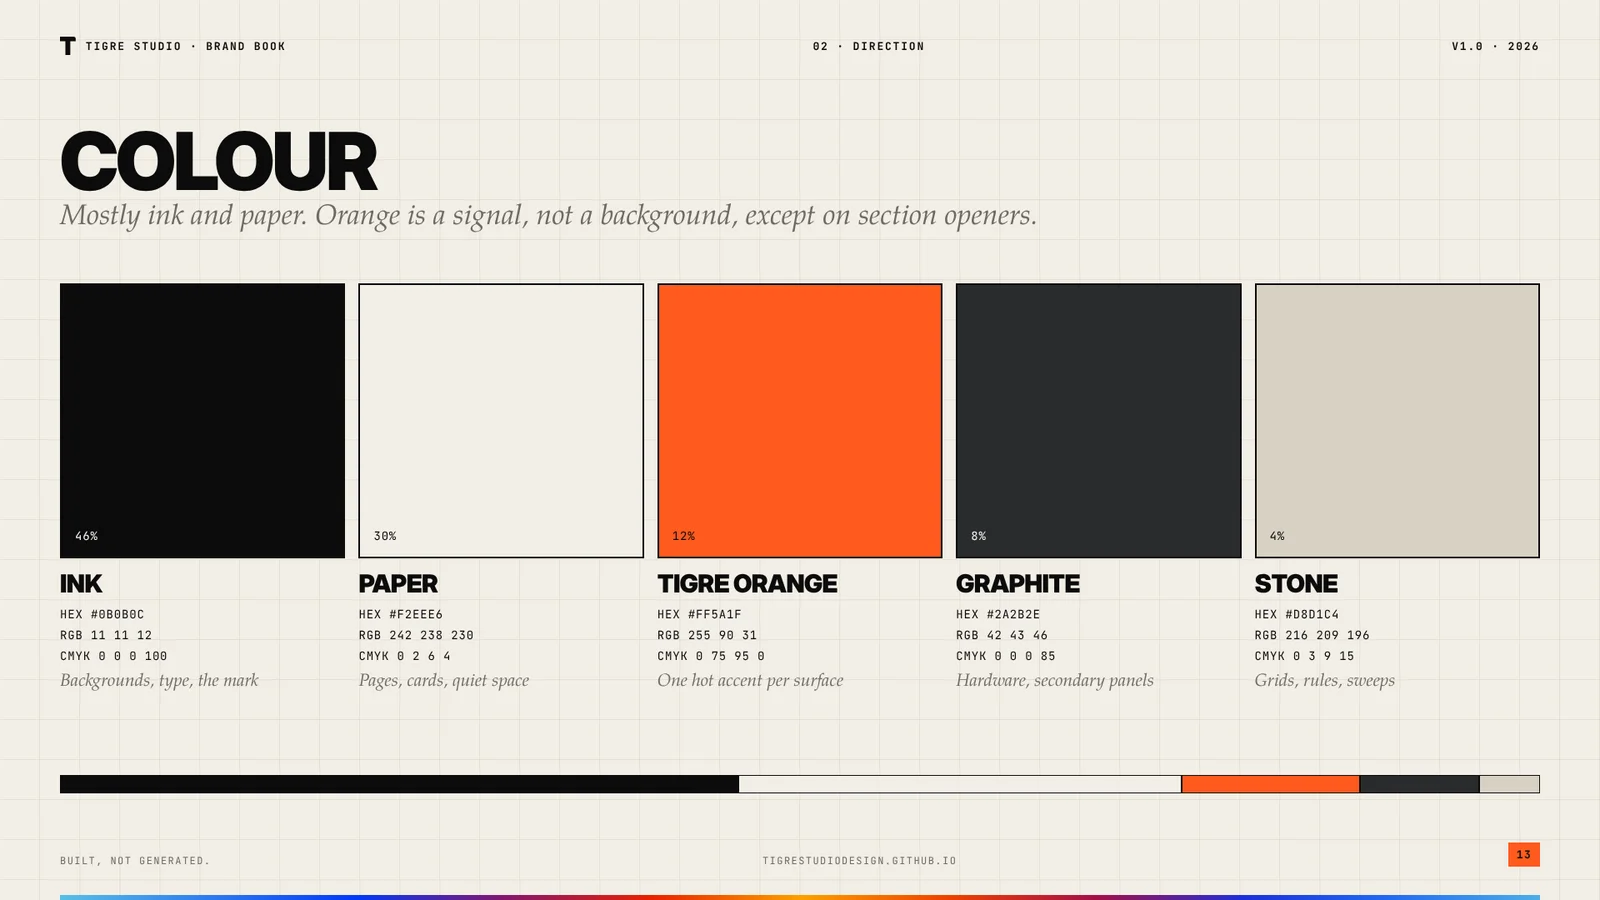 T TIGRE STUDIO · BRAND BOOK
02 · DIRECTION
V1.0 · 2026
COLOUR
Mostly ink and paper. Orange is a signal, not a background, except on section openers.
46%
30%
12%
8%
4%
INK
HEX #0B0B0C
RGB 11 11 12
CMYK 0 0 0 100
Backgrounds, type, the mark
PAPER
HEX #F2EEE6
RGB 242 238 230
CMYK 0 2 6 4
Pages, cards, quiet space
TIGRE ORANGE
HEX #FF5A1F
RGB 255 90 31
CMYK 0 75 95 0
One hot accent per surface
GRAPHITE
HEX #2A2B2E
RGB 42 43 46
CMYK 0 0 0 85
Hardware, secondary panels
STONE
HEX #D8D1C4
RGB 216 209 196
CMYK 0 3 9 15
Grids, rules, sweeps
BUILT, NOT GENERATED.
TIGRESTUDIODESIGN.GITHUB.IO
13